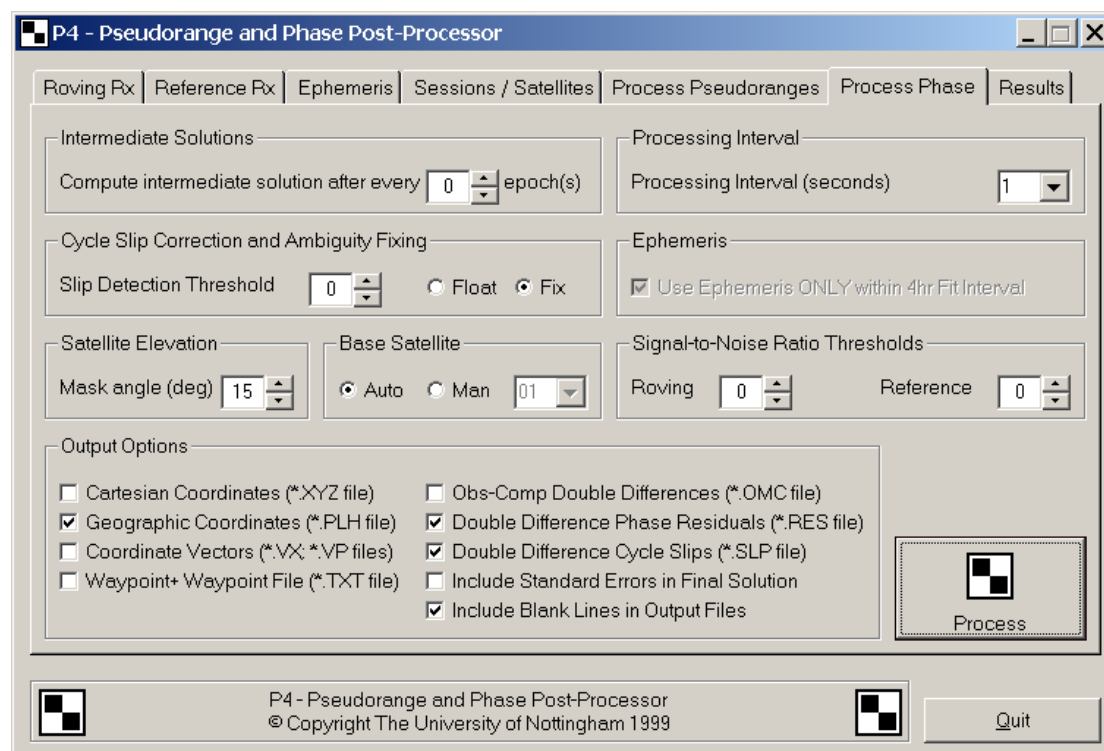 P4 - Pseudorange and Phase Post-Processor
Roving Rx Reference Rx Ephemeris Sessions / Satellites Process Pseudoranges Process Phase Results
Intermediate Solutions
Compute intermediate solution after every 0 epoch(s)
Processing Interval
Processing Interval (seconds) 1
Cycle Slip Correction and Ambiguity Fixing
Slip Detection Threshold 0 Float Fix
Ephemeris
Use Ephemeris ONLY within 4hr Fit Interval
Satellite Elevation
Mask angle (deg) 15
Base Satellite
Auto Man 01
Signal-to-Noise Ratio Thresholds
Roving 0 Reference 0
Output Options
Cartesian Coordinates (*.XYZ file)
Geographic Coordinates (*.PLH file)
Coordinate Vectors (*.VX; *.VP files)
Waypoint+ Waypoint File (*.TXT file)
Obs-Comp Double Differences (*.OMC file)
Double Difference Phase Residuals (*.RES file)
Double Difference Cycle Slips (*.SLP file)
Include Standard Errors in Final Solution
Include Blank Lines in Output Files
Process
P4 - Pseudorange and Phase Post-Processor
© Copyright The University of Nottingham 1999
Quit